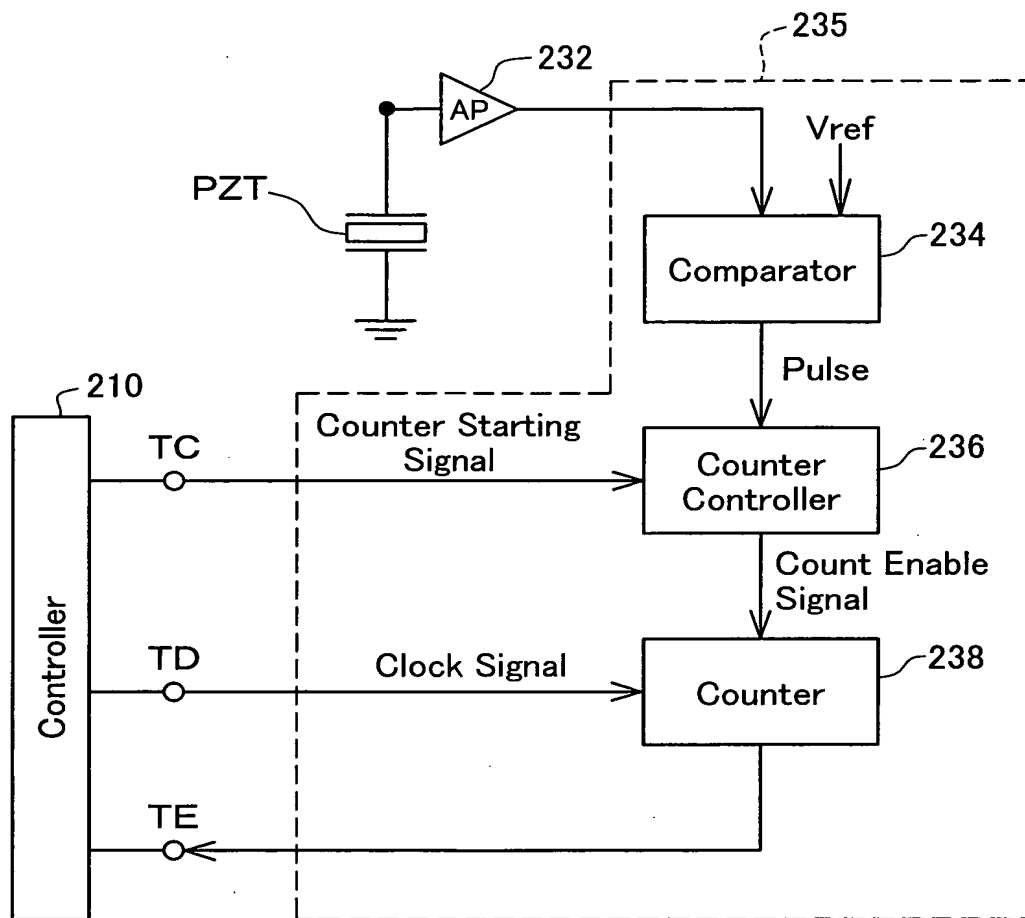 235
232
AP
Vref
PZT
234
Comparator
Pulse
210
TC
Counter Starting
Signal
236
Counter
Controller
Count Enable
Signal
Controller
TD
Clock Signal
238
Counter
TE